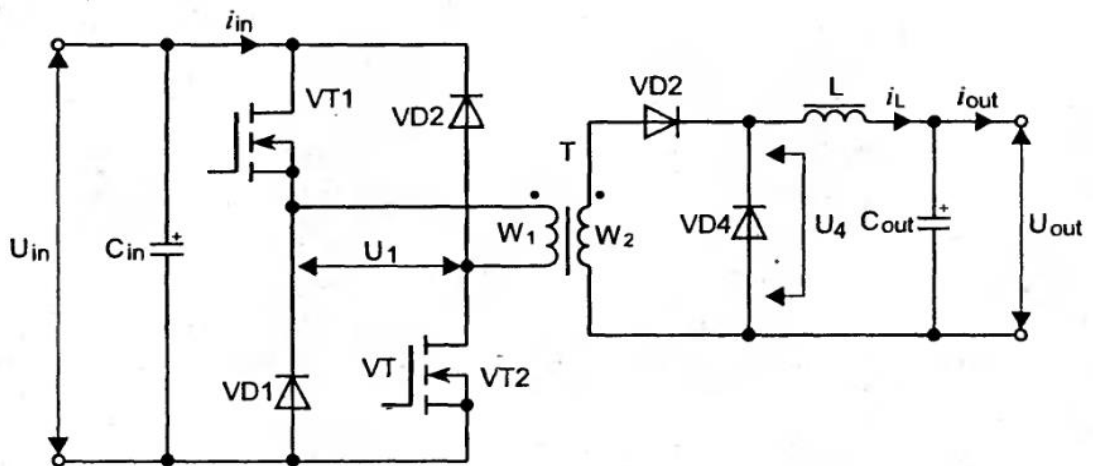 i_in
VT1
VD2
U_in
C_in
U_1
W_1
T
W_2
VD1
VT
VT2
VD2
L
i_L
i_out
VD4
U_4
C_out
U_out
+
+